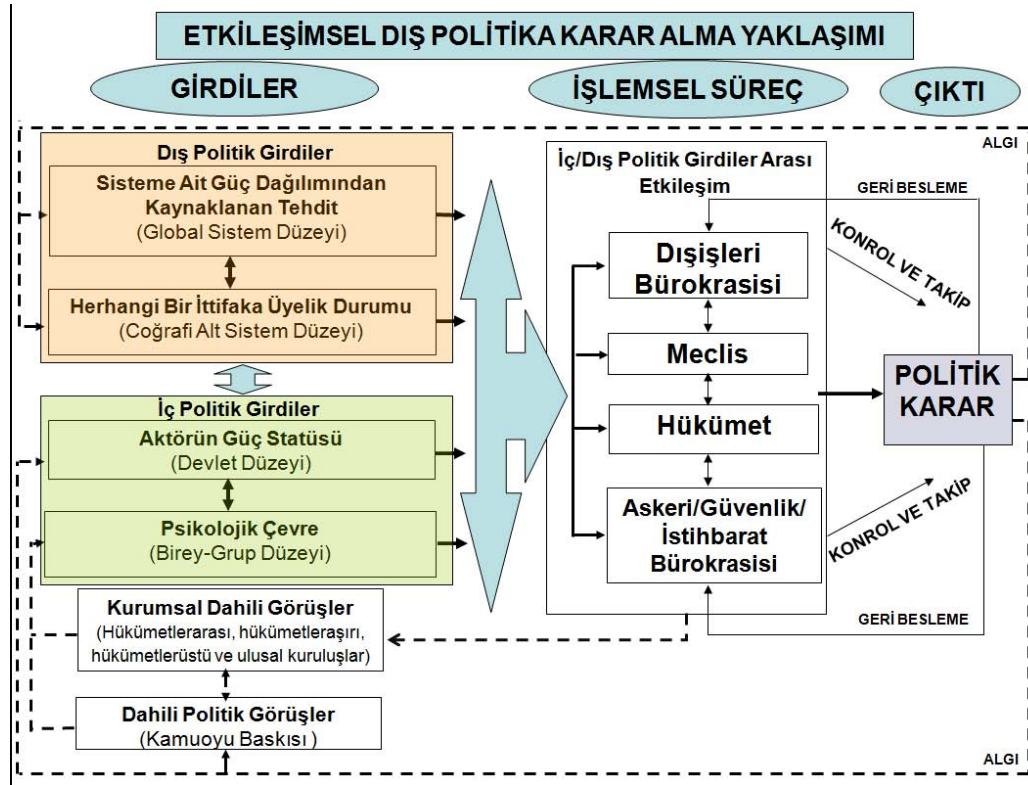 ETKİLEŞİMSEL DIŞ POLİTİKA KARAR ALMA YAKLAŞIMI
GİRDİLER
İŞLEMSEL SÜREÇ
ÇIKTI
ALGI
Dış Politik Girdiler
Sisteme Ait Güç Dağılımından
Kaynaklanan Tehdit
(Global Sistem Düzeyi)
Herhangi Bir İttifaka Üyelik Durumu
(Coğrafi Alt Sistem Düzeyi)
İç Politik Girdiler
Aktörün Güç Statüsü
(Devlet Düzeyi)
Psikolojik Çevre
(Birey-Grup Düzeyi)
Kurumsal Dahili Görüşler
(Hükümetlerarası, hükümetleraşırı,
hükümetlerüstü ve ulusal kuruluşlar)
Dahili Politik Görüşler
(Kamuoyu Baskısı )
İç/Dış Politik Girdiler Arası
Etkileşim
Dışişleri
Bürokrasisi
Meclis
Hükümet
Askeri/Güvenlik/
İstihbarat
Bürokrasisi
GERİ BESLEME
KONROL VE TAKİP
POLİTİK
KARAR
KONROL VE TAKİP
GERİ BESLEME
ALGI